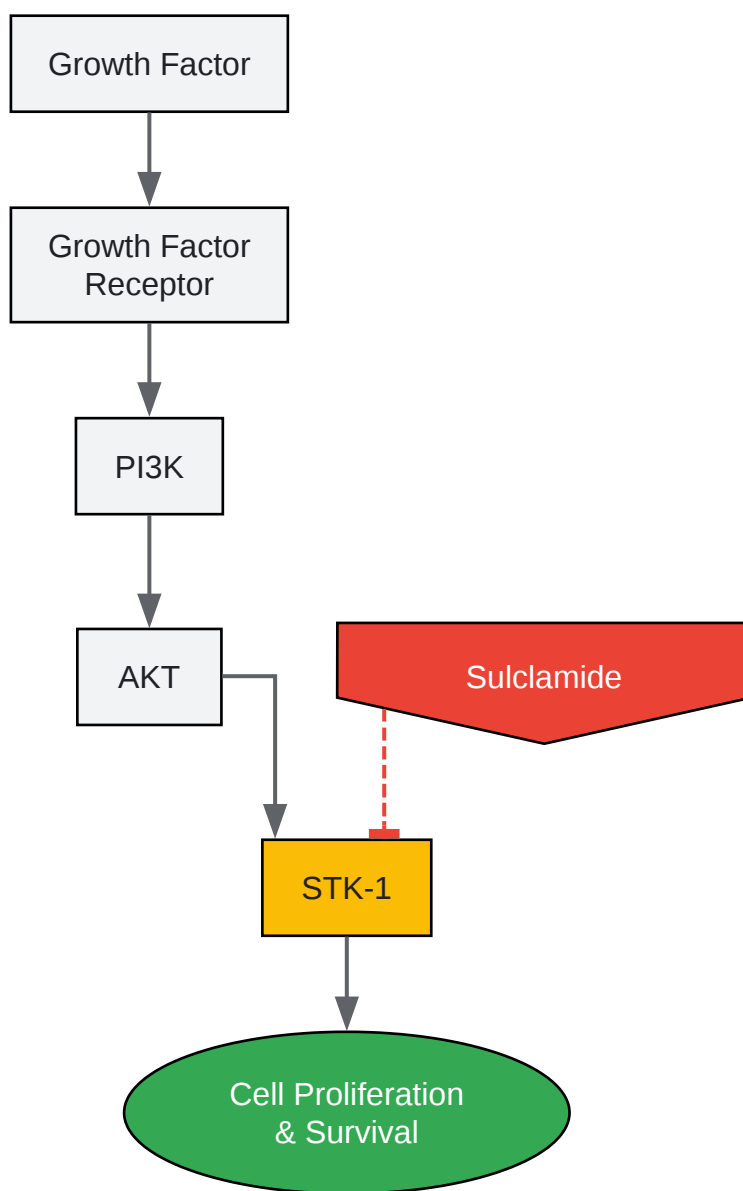 Growth Factor
Growth Factor
Receptor
PI3K
AKT
Sulclamide
STK-1
Cell Proliferation
& Survival